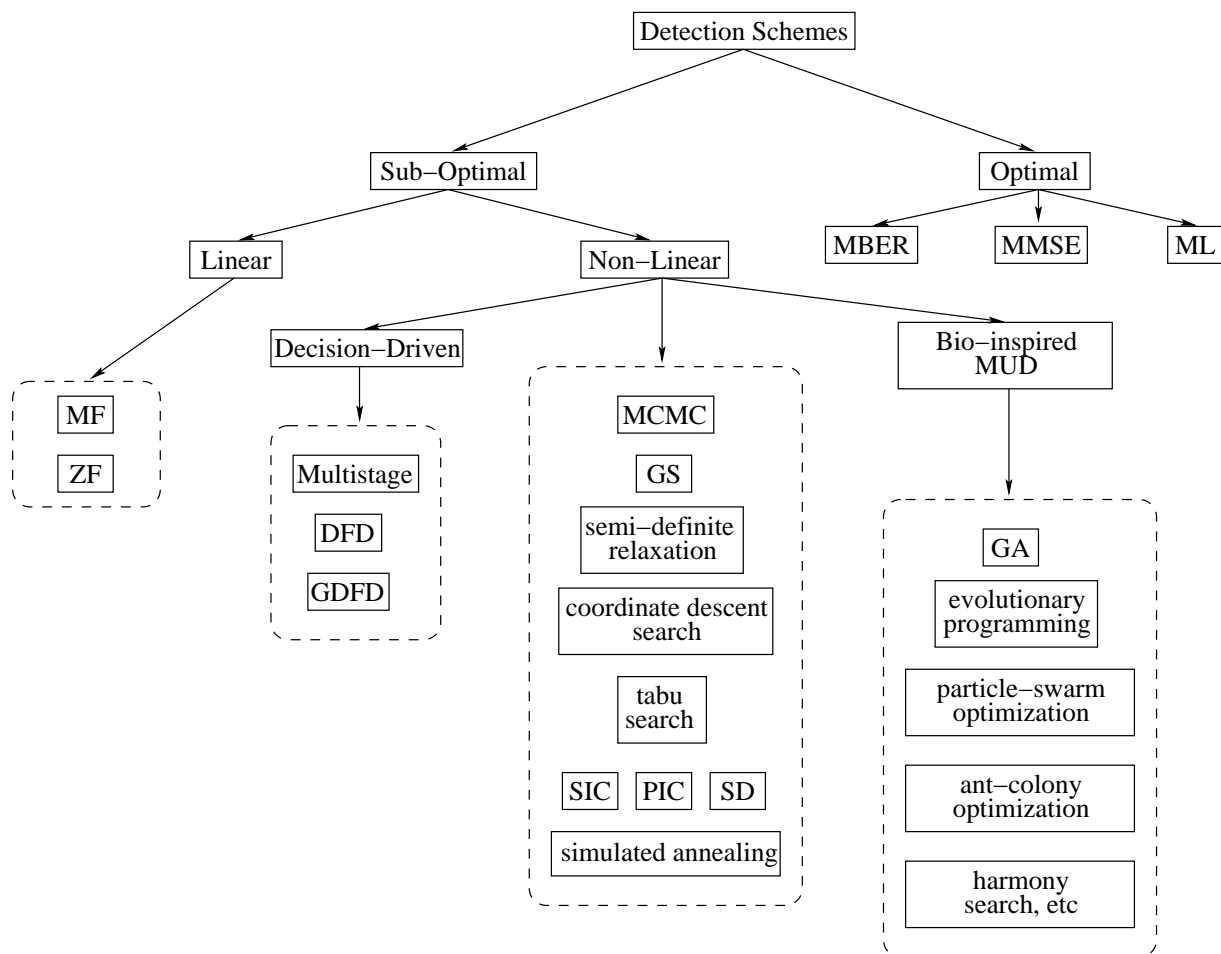 Detection Schemes
Sub−Optimal
Optimal
Linear
Non−Linear
MBER
MMSE
ML
Decision−Driven
Bio−inspired
MUD
MF
ZF
Multistage
DFD
GDFD
MCMC
GS
semi−definite
relaxation
coordinate descent
search
tabu
search
SIC
PIC
SD
simulated annealing
GA
evolutionary
programming
particle−swarm
optimization
ant−colony
optimization
harmony
search, etc